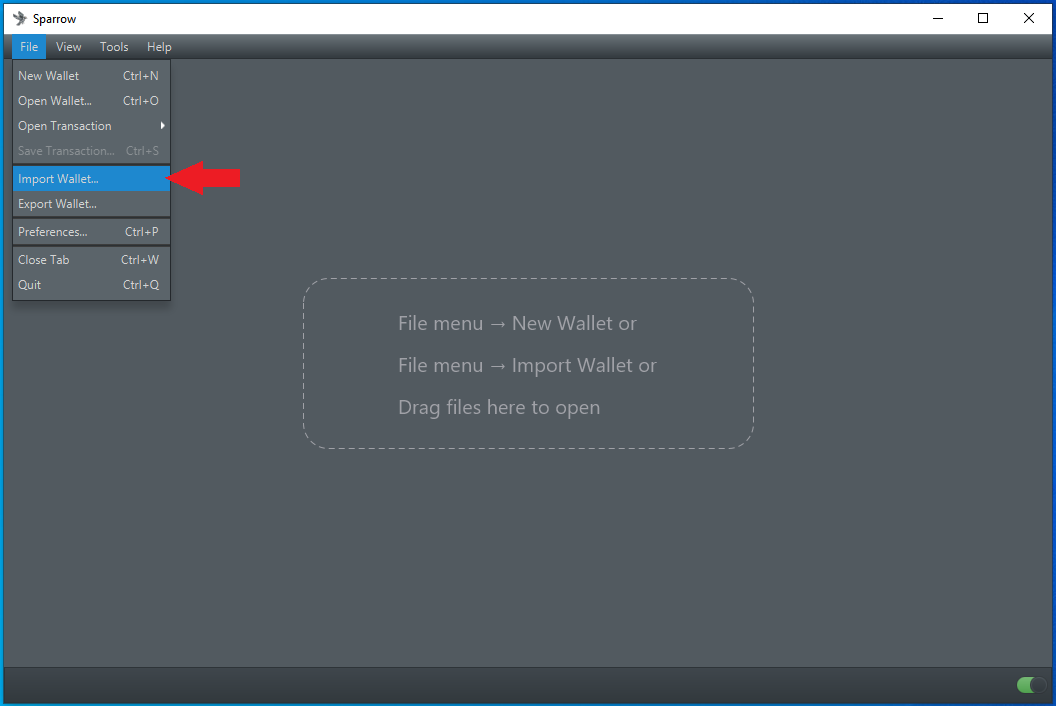 Sparrow
File View Tools Help
New Wallet Ctrl+N
Open Wallet... Ctrl+O
Open Transaction
Save Transaction... Ctrl+S
Import Wallet...
Export Wallet...
Preferences... Ctrl+P
Close Tab Ctrl+W
Quit Ctrl+Q
File menu → New Wallet or
File menu → Import Wallet or
Drag files here to open